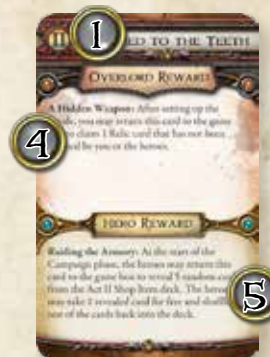 II
1
ED TO THE TEETH
OVERLORD REWARD
A Hidden Weapon: After setting up the
you may return this card to the game
4
claim 1 Relic card that has not been
by you or the heroes.
HERO REWARD
Raiding the Armory: At the start of the
Campaign phase, the heroes may return this
card to the game box to reveal 5 random
from the Act II Shop Item deck. The
may take 1 revealed card for free and
5
rest of the cards back into the deck.